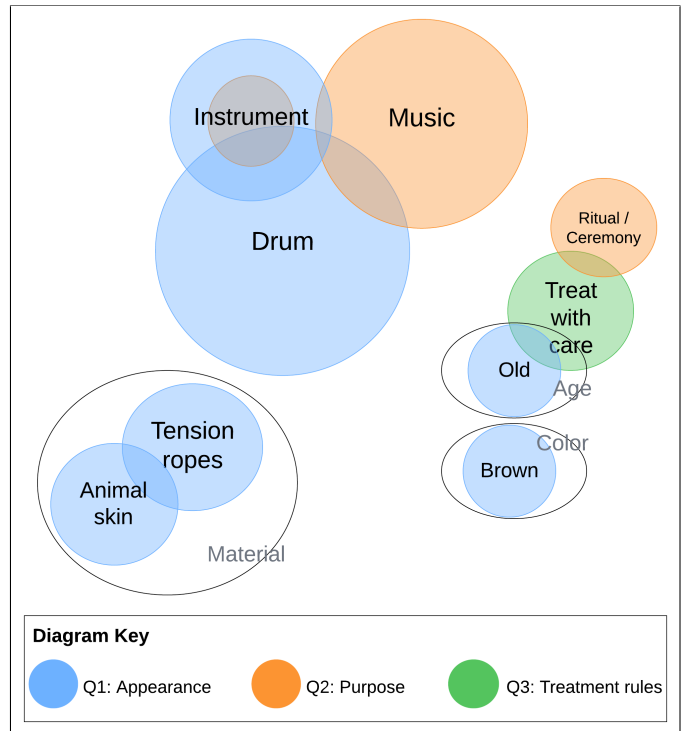 Instrument
Music
Drum
Ritual /
Ceremony
Treat
with
care
Old
Age
Color
Brown
Tension
ropes
Animal
skin
Material
Diagram Key
Q1: Appearance
Q2: Purpose
Q3: Treatment rules